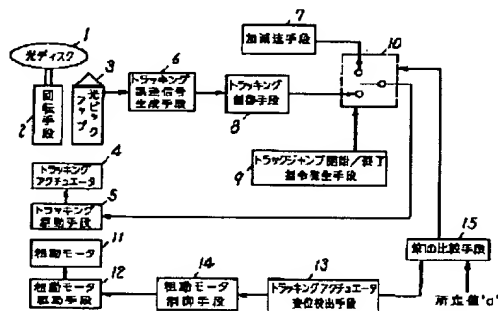 1
光ディスク
2
回転手段
3
光ピックアップ
6
トラッキング
誤差信号
生成手段
7
加減速手段
10
8
トラッキング
制御手段
9
トラックジャンプ開始/終了
指令発生手段
4
トラッキング
アクチュエータ
5
トラッキング
駆動手段
11
粗動モータ
12
粗動モータ
駆動手段
14
粗動モータ
制御手段
13
トラッキングアクチュエータ
変位検出手段
15
第1の比較手段
所定値"a"